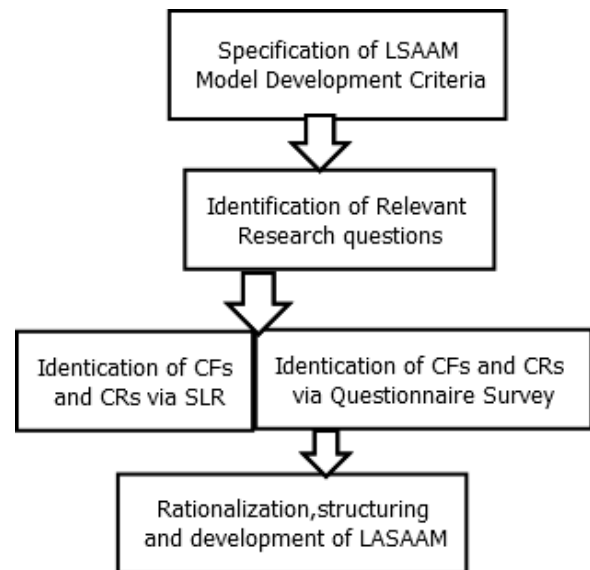 Specification of LSAAM
Model Development Criteria
Identification of Relevant
Research questions
Identication of CFs
and CRs via SLR
Identication of CFs and CRs
via Questionnaire Survey
Rationalization,structuring
and development of LASAAM